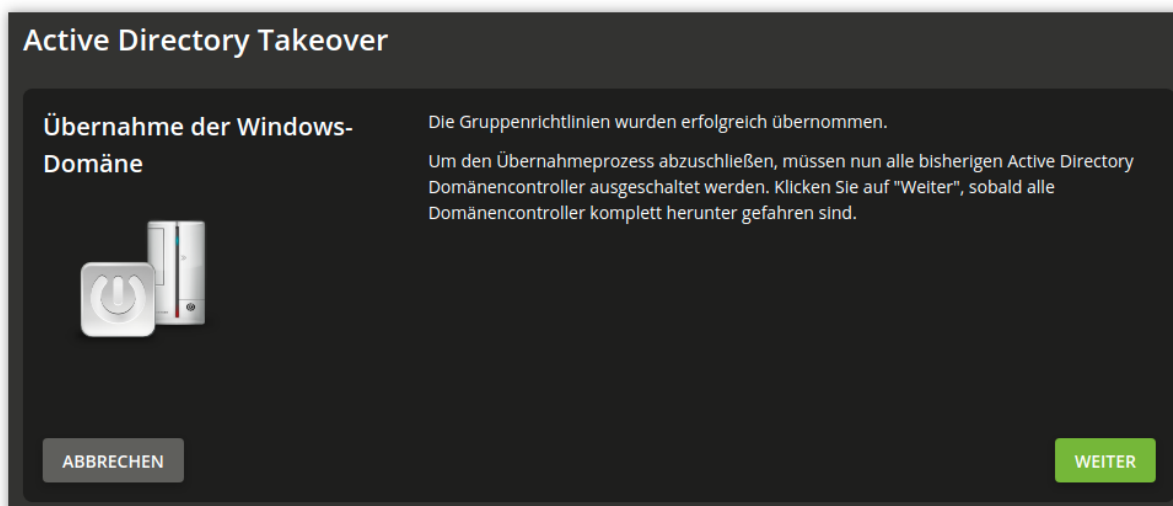 Active Directory Takeover
Übernahme der Windows-
Domäne
Die Gruppenrichtlinien wurden erfolgreich übernommen.
Um den Übernahmeprozess abzuschließen, müssen nun alle bisherigen Active Directory
Domänencontroller ausgeschaltet werden. Klicken Sie auf "Weiter", sobald alle
Domänencontroller komplett herunter gefahren sind.
ABBRECHEN
WEITER